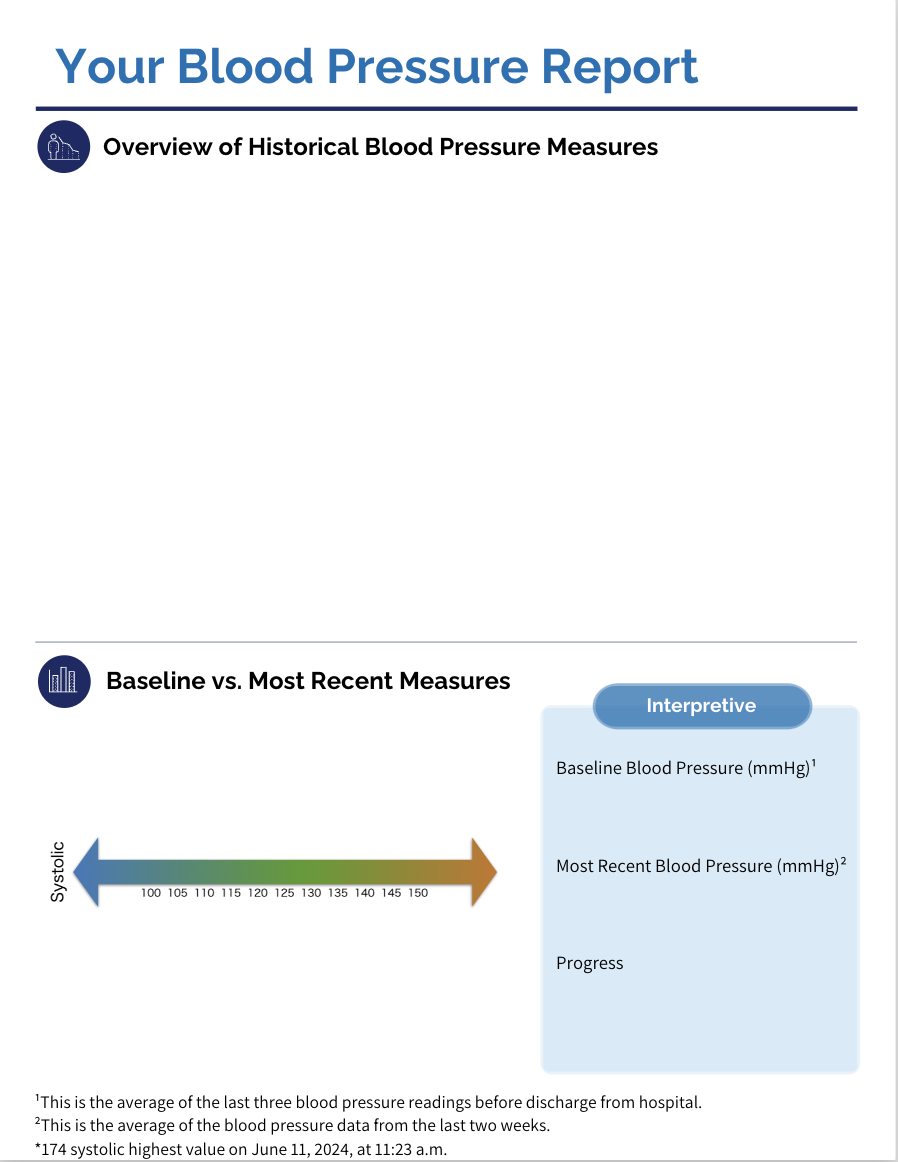 Your Blood Pressure Report
Overview of Historical Blood Pressure Measures
Baseline vs. Most Recent Measures
Interpretive
Baseline Blood Pressure (mmHg)¹
Most Recent Blood Pressure (mmHg)²
Progress
Systolic
100 105 110 115 120 125 130 135 140 145 150
¹This is the average of the last three blood pressure readings before discharge from hospital.
²This is the average of the blood pressure data from the last two weeks.
*174 systolic highest value on June 11, 2024, at 11:23 a.m.